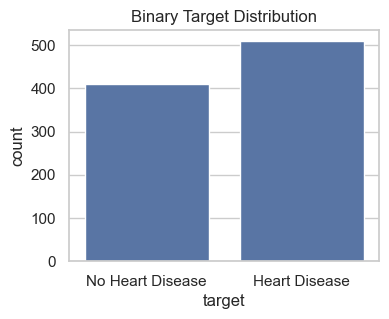 Binary Target Distribution
count
500
400
300
200
100
0
No Heart Disease
Heart Disease
target